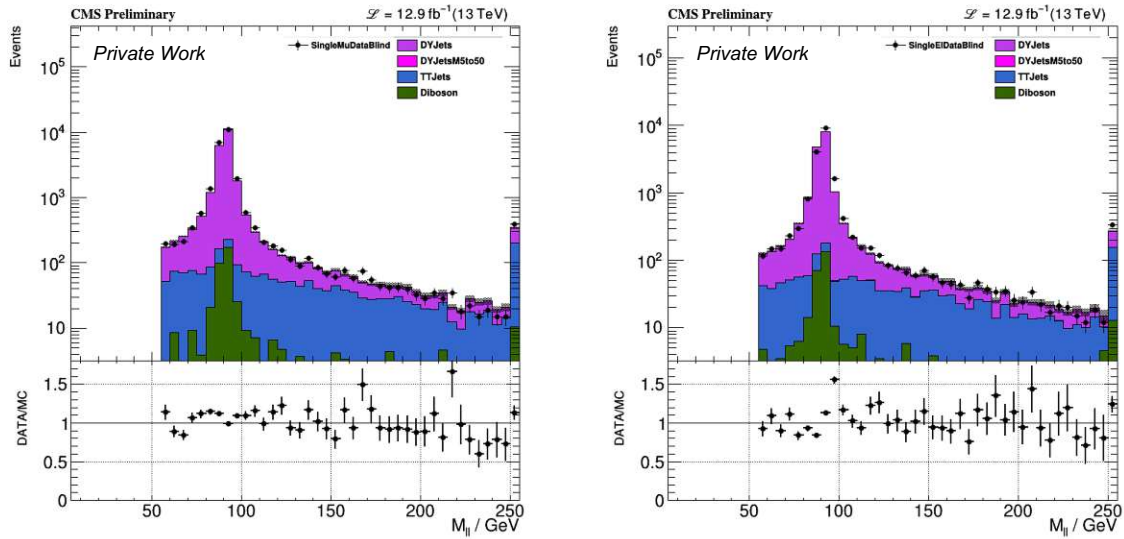 CMS Preliminary ℒ = 12.9 fb⁻¹ (13 TeV)
Events
Private Work
SingleMuDataBlind
DYJets
DYJetsM5to50
TTJets
Diboson
10⁵
10⁴
10³
10²
10
DATA/MC
1.5
1
0.5
0
50 100 150 200 250
M_ll / GeV
CMS Preliminary ℒ = 12.9 fb⁻¹ (13 TeV)
Events
Private Work
SingleElDataBlind
DYJets
DYJetsM5to50
TTJets
Diboson
10⁵
10⁴
10³
10²
10
DATA/MC
1.5
1
0.5
0
50 100 150 200 250
M_ll / GeV